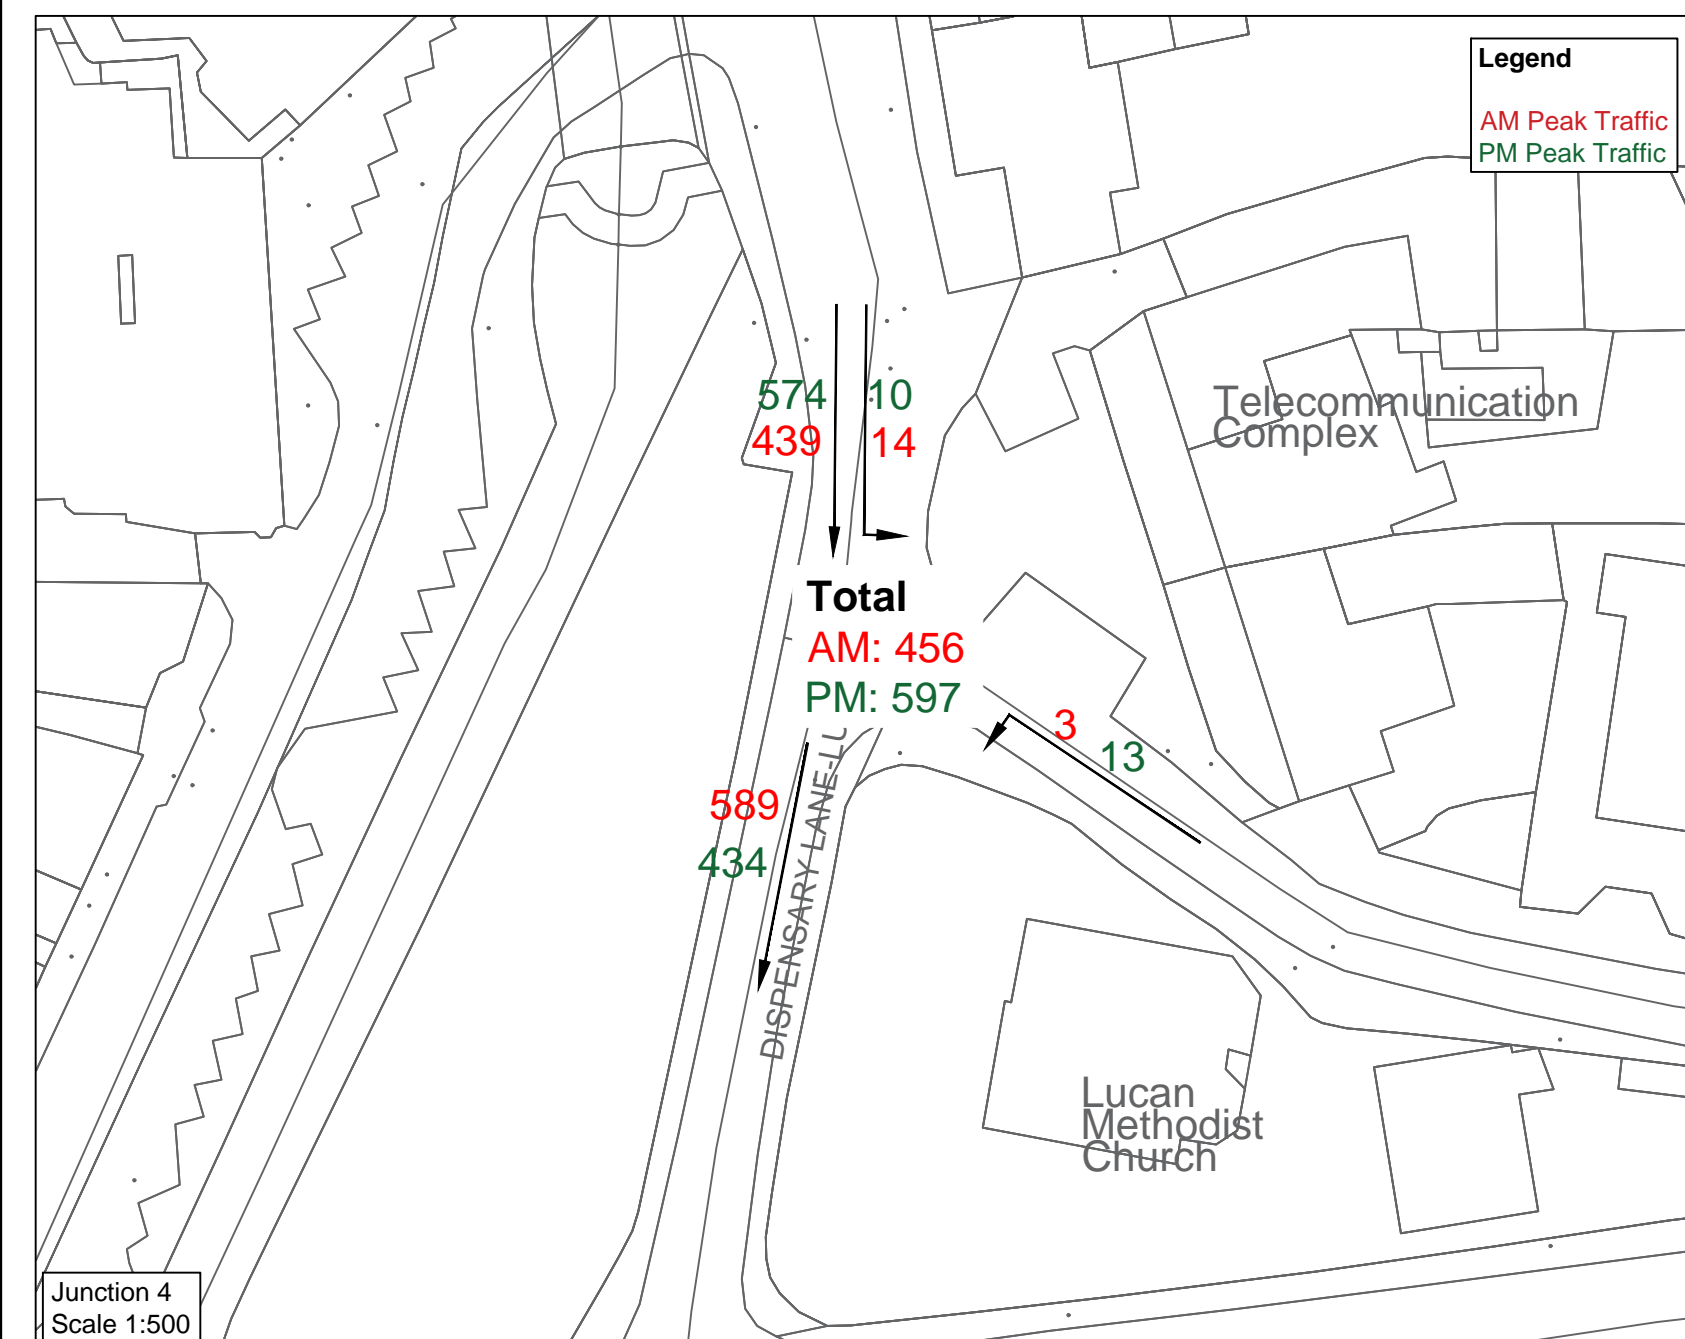 Legend
AM Peak Traffic
PM Peak Traffic
574
10
439
14
Telecommunication
Complex
Total
AM: 456
PM: 597
3
13
589
434
DISPENSARY LANE-LU
Lucan
Methodist
Church
Junction 4
Scale 1:500